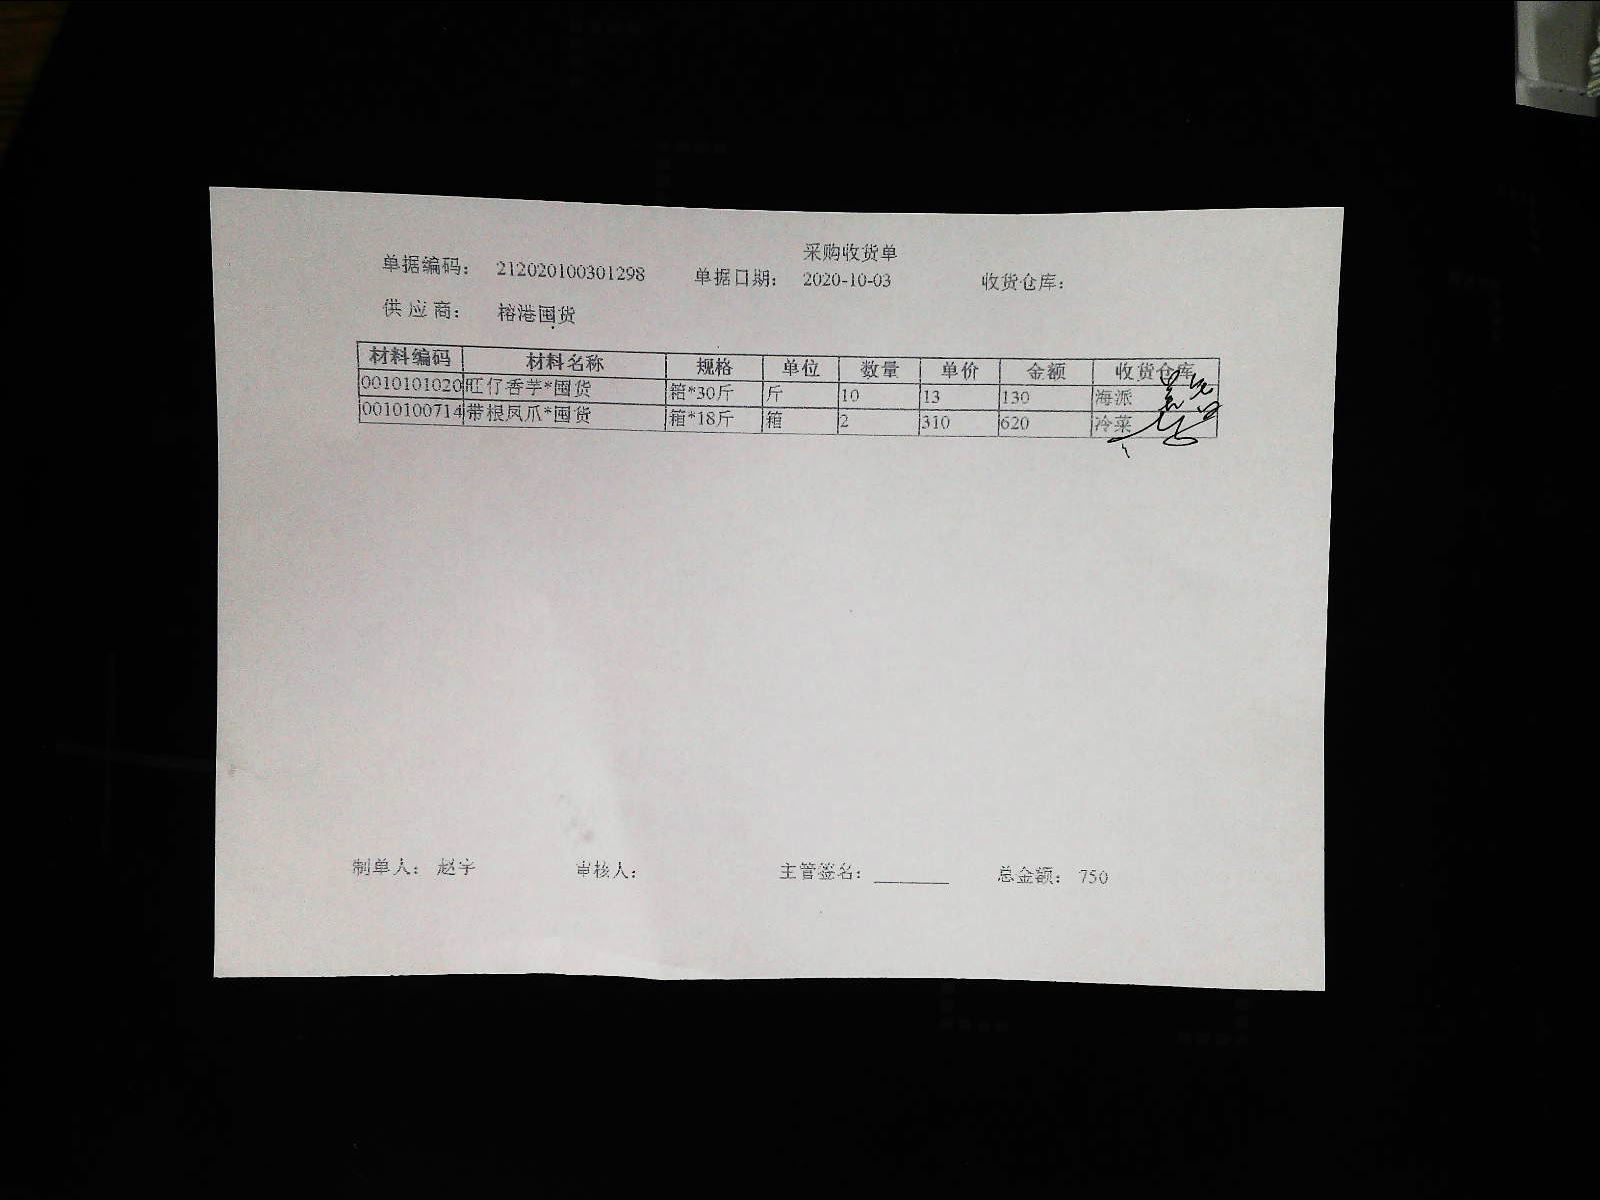 采购收货单
单据编码： 212020100301298 单据日期： 2020-10-03 收货仓库：
供应商： 榕港囤货
材料编码 材料名称 规格 单位 数量 单价 金额 收货仓库
0010101020 旺仔香芋*囤货 箱*30斤 斤 10 13 130 海派
0010100714 带根凤爪*囤货 箱*18斤 箱 2 310 620 冷菜
制单人： 赵宇 审核人： 主管签名： 总金额： 750